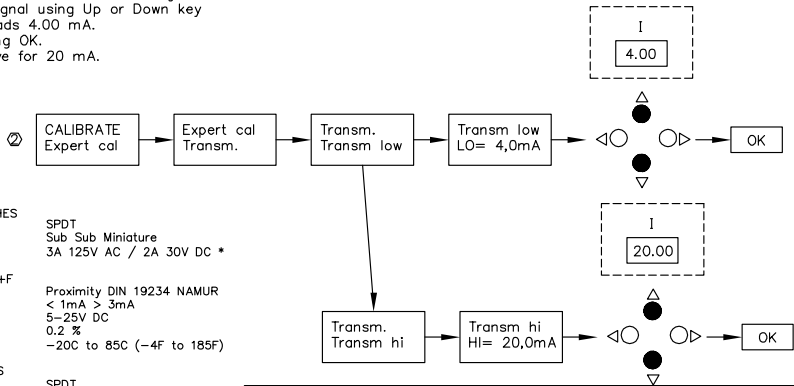 signal using Up or Down key
4.00 mA.
OK.
for 20 mA.
I
4.00
2
CALIBRATE
Expert cal
Expert cal
Transm.
Transm.
Transm low
Transm low
LO= 4,0mA
OK
SPDT
Sub Sub Miniature
3A 125V AC / 2A 30V DC *
I
20.00
+F
Proximity DIN 19234 NAMUR
< 1mA > 3mA
5-25V DC
0.2 %
-20C to 85C (-4F to 185F)
Transm.
Transm hi
Transm hi
HI= 20,0mA
OK
S
SPDT